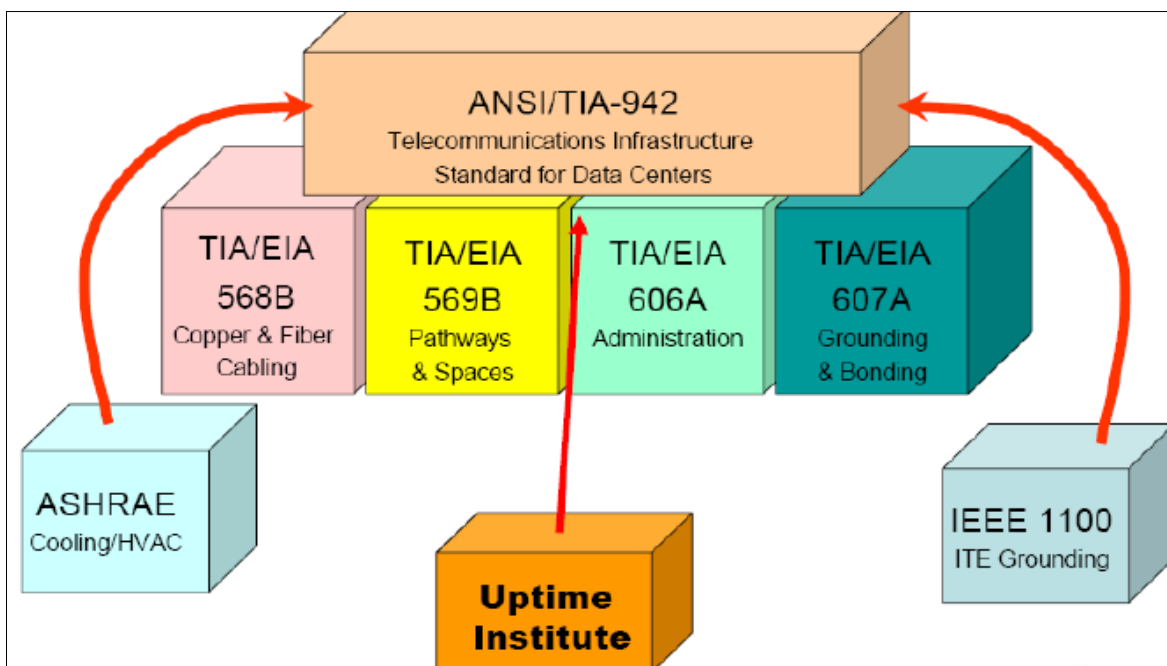 ANSI/TIA-942
Telecommunications Infrastructure
Standard for Data Centers
TIA/EIA
568B
Copper & Fiber
Cabling
TIA/EIA
569B
Pathways
& Spaces
TIA/EIA
606A
Administration
TIA/EIA
607A
Grounding
& Bonding
ASHRAE
Cooling/HVAC
Uptime
Institute
IEEE 1100
ITE Grounding